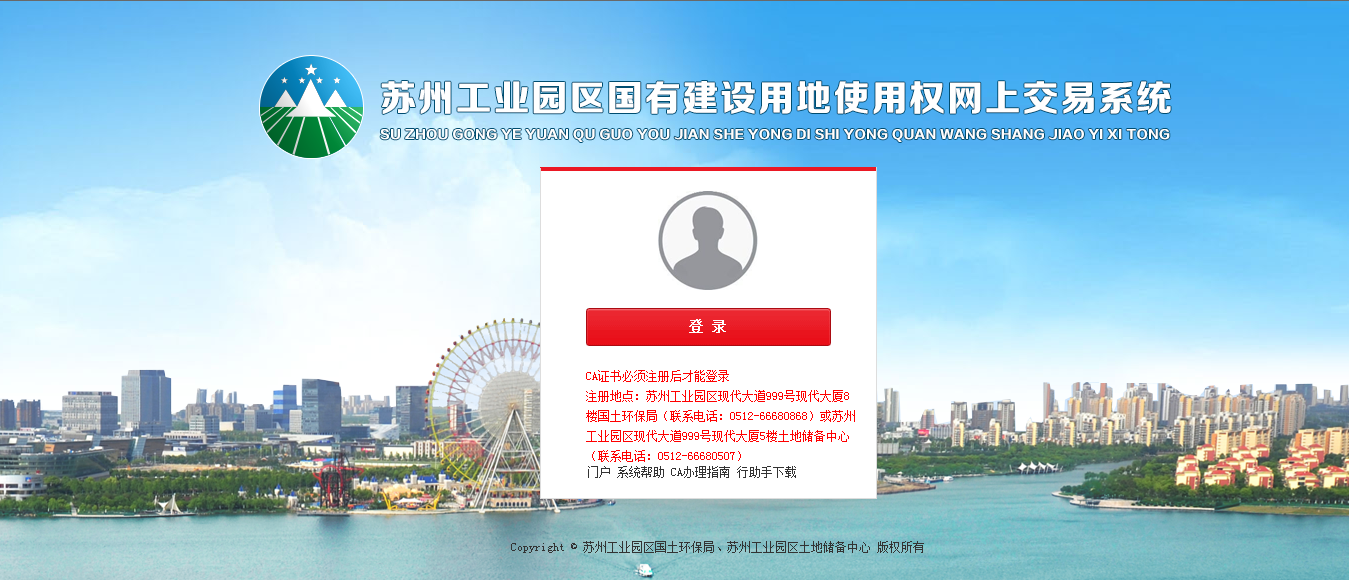 苏州工业园区国有建设用地使用权网上交易系统
SU ZHOU GONG YE YUAN QU GUO YOU JIAN SHE YONG DI SHI YONG QUAN WANG SHANG JIAO YI XI TONG
登 录
CA证书必须注册后才能登录
注册地点：苏州工业园区现代大道999号现代大厦8
楼国土环保局（联系电话：0512-66680868）或苏州
工业园区现代大道999号现代大厦5楼土地储备中心
（联系电话：0512-66680507）
门户 系统帮助 CA办理指南 行助手下载
Copyright © 苏州工业园区国土环保局、苏州工业园区土地储备中心 版权所有